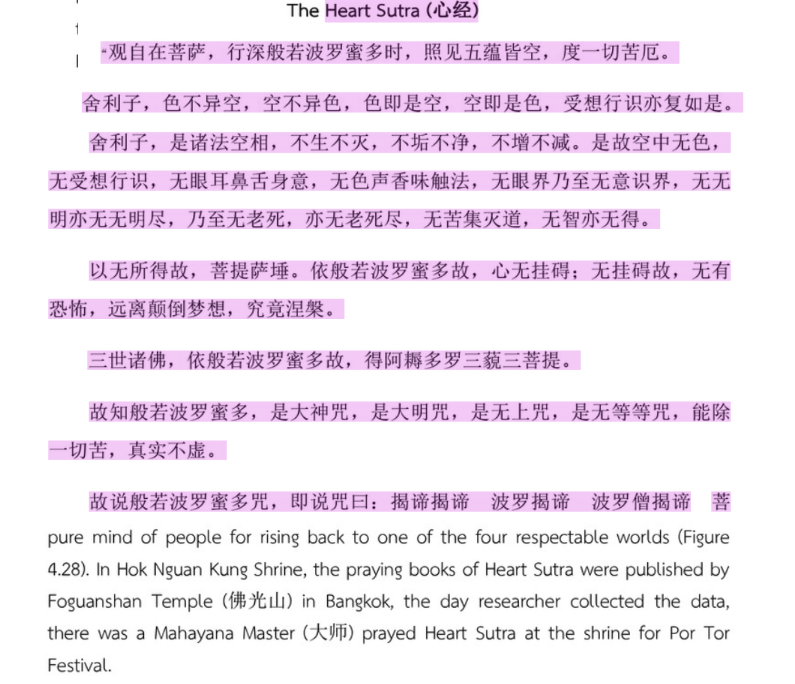 The Heart Sutra (心经)
“观自在菩萨，行深般若波罗蜜多时，照见五蕴皆空，度一切苦厄。
舍利子，色不异空，空不异色，色即是空，空即是色，受想行识亦复如是。
舍利子，是诸法空相，不生不灭，不垢不净，不增不减。是故空中无色，
无受想行识，无眼耳鼻舌身意，无色声香味触法，无眼界乃至无意识界，无无
明亦无无明尽，乃至无老死，亦无老死尽，无苦集灭道，无智亦无得。
以无所得故，菩提萨埵。依般若波罗蜜多故，心无挂碍；无挂碍故，无有
恐怖，远离颠倒梦想，究竟涅槃。
三世诸佛，依般若波罗蜜多故，得阿耨多罗三藐三菩提。
故知般若波罗蜜多，是大神咒，是大明咒，是无上咒，是无等等咒，能除
一切苦，真实不虚。
故说般若波罗蜜多咒，即说咒曰：揭谛揭谛　波罗揭谛　波罗僧揭谛　菩
pure mind of people for rising back to one of the four respectable worlds (Figure
4.28). In Hok Nguan Kung Shrine, the praying books of Heart Sutra were published by
Foguanshan Temple (佛光山) in Bangkok, the day researcher collected the data,
there was a Mahayana Master (大师) prayed Heart Sutra at the shrine for Por Tor
Festival.